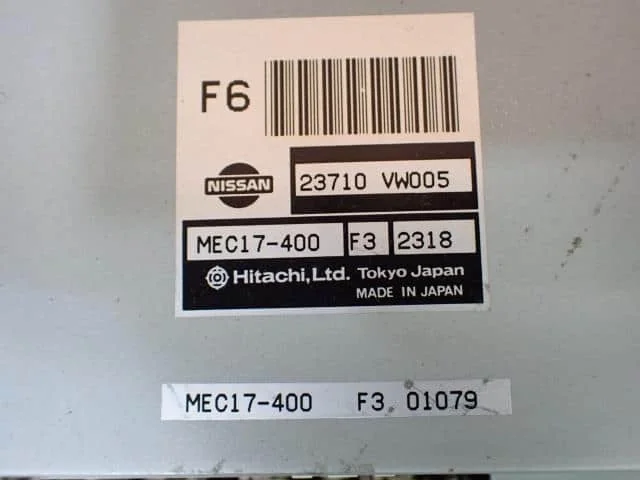 F6
NISSAN
23710 VW005
MEC17-400 F3 2318
Hitachi, Ltd. Tokyo Japan
MADE IN JAPAN
MEC17-400 F3 01079